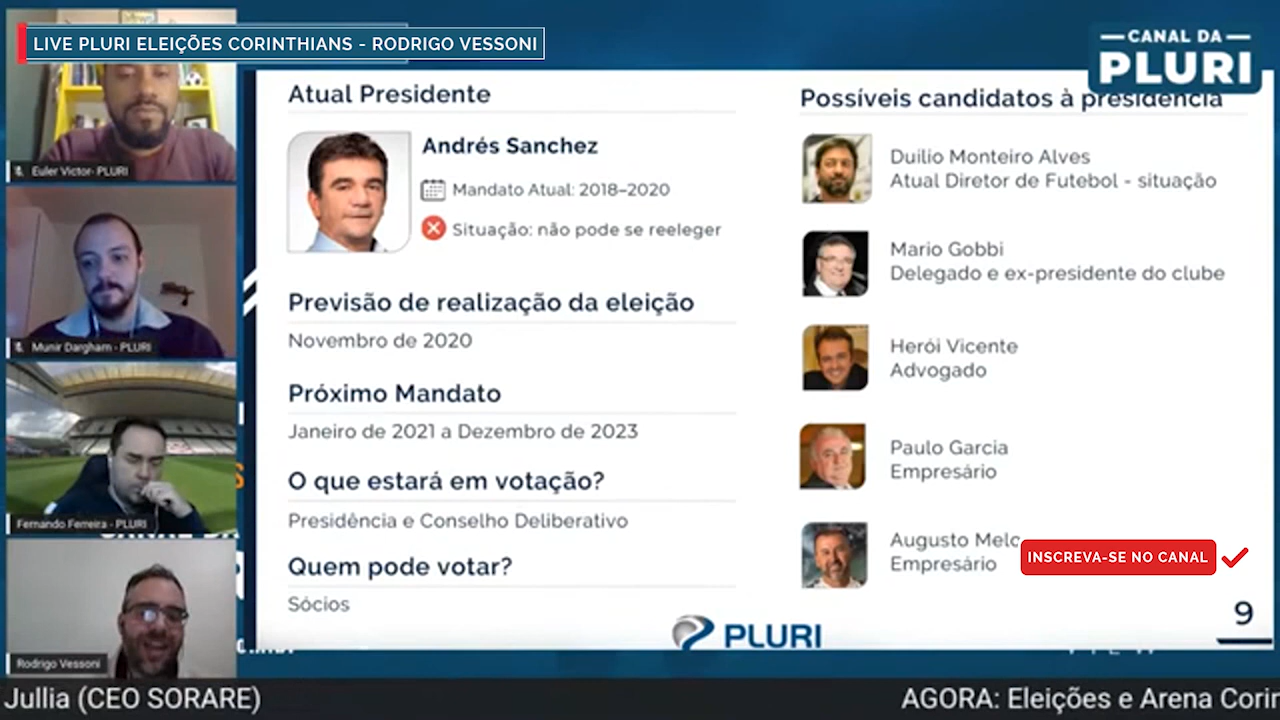 LIVE PLURI ELEIÇÕES CORINTHIANS - RODRIGO VESSONI
CANAL DA
PLURI
Euler Victor- PLURI
Munir Dargham - PLURI
Fernando Ferreira - PLURI
Rodrigo Vessoni
Atual Presidente
Andrés Sanchez
Mandato Atual: 2018–2020
Situação: não pode se reeleger
Previsão de realização da eleição
Novembro de 2020
Próximo Mandato
Janeiro de 2021 a Dezembro de 2023
O que estará em votação?
Presidência e Conselho Deliberativo
Quem pode votar?
Sócios
Possíveis candidatos à presidência
Duilio Monteiro Alves
Atual Diretor de Futebol - situação
Mario Gobbi
Delegado e ex-presidente do clube
Herói Vicente
Advogado
Paulo Garcia
Empresário
Augusto Melo
Empresário
INSCREVA-SE NO CANAL
9
PLURI
Jullia (CEO SORARE)
AGORA: Eleições e Arena Corin